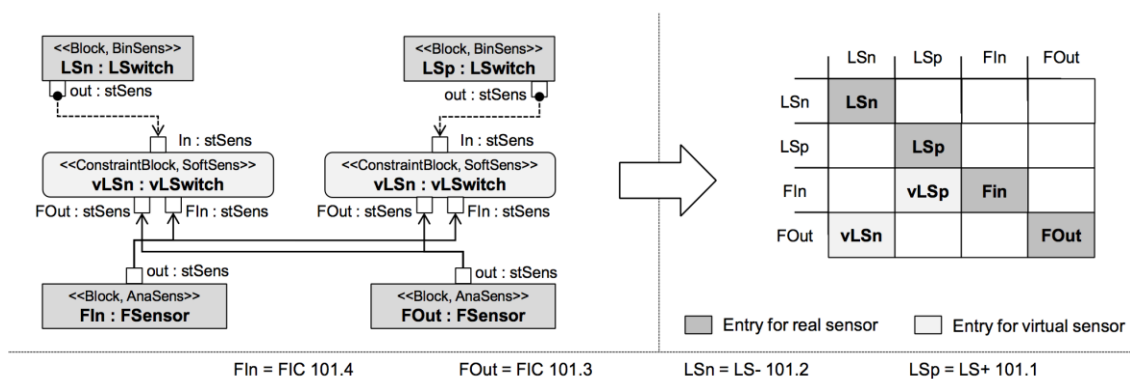 <<Block, BinSens>>
LSn : LSwitch
out : stSens
<<Block, BinSens>>
LSp : LSwitch
out : stSens
In : stSens
In : stSens
<<ConstraintBlock, SoftSens>>
vLSn : vLSwitch
<<ConstraintBlock, SoftSens>>
vLSn : vLSwitch
FOut : stSens
FIn : stSens
FOut : stSens
FIn : stSens
out : stSens
out : stSens
<<Block, AnaSens>>
FIn : FSensor
<<Block, AnaSens>>
FOut : FSensor
LSn LSp FIn FOut
LSn LSn
LSp LSp
FIn vLSp Fin
FOut vLSn FOut
Entry for real sensor
Entry for virtual sensor
FIn = FIC 101.4 FOut = FIC 101.3 LSn = LS- 101.2 LSp = LS+ 101.1